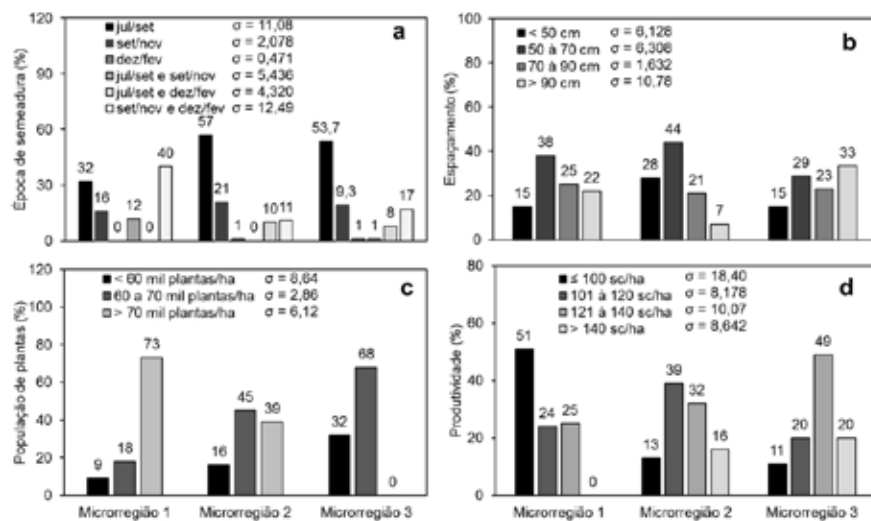 a
Época de semeadura (%)
120
90
60
30
0
jul/set σ = 11,08
set/nov σ = 2,078
dez/fev σ = 0,471
jul/set e set/nov σ = 5,436
jul/set e dez/fev σ = 4,320
set/nov e dez/fev σ = 12,49
32 16 0 12 0 40
57 21 1 0 10 11
53,7 9,3 1 1 8 17
b
Espaçamento (%)
100
80
60
40
20
0
< 50 cm σ = 6,128
50 à 70 cm σ = 6,308
70 à 90 cm σ = 1,632
> 90 cm σ = 10,78
15 38 25 22
28 44 21 7
15 29 23 33
c
População de plantas (%)
120
100
80
60
40
20
0
< 60 mil plantas/ha σ = 8,64
60 a 70 mil plantas/ha σ = 2,86
> 70 mil plantas/ha σ = 6,12
9 18 73
16 45 39
32 68 0
Microrregião 1 Microrregião 2 Microrregião 3
d
Produtividade (%)
80
60
40
20
0
≤ 100 sc/ha σ = 18,40
101 à 120 sc/ha σ = 8,178
121 à 140 sc/ha σ = 10,07
> 140 sc/ha σ = 8,642
51 24 25 0
13 39 32 16
11 20 49 20
Microrregião 1 Microrregião 2 Microrregião 3